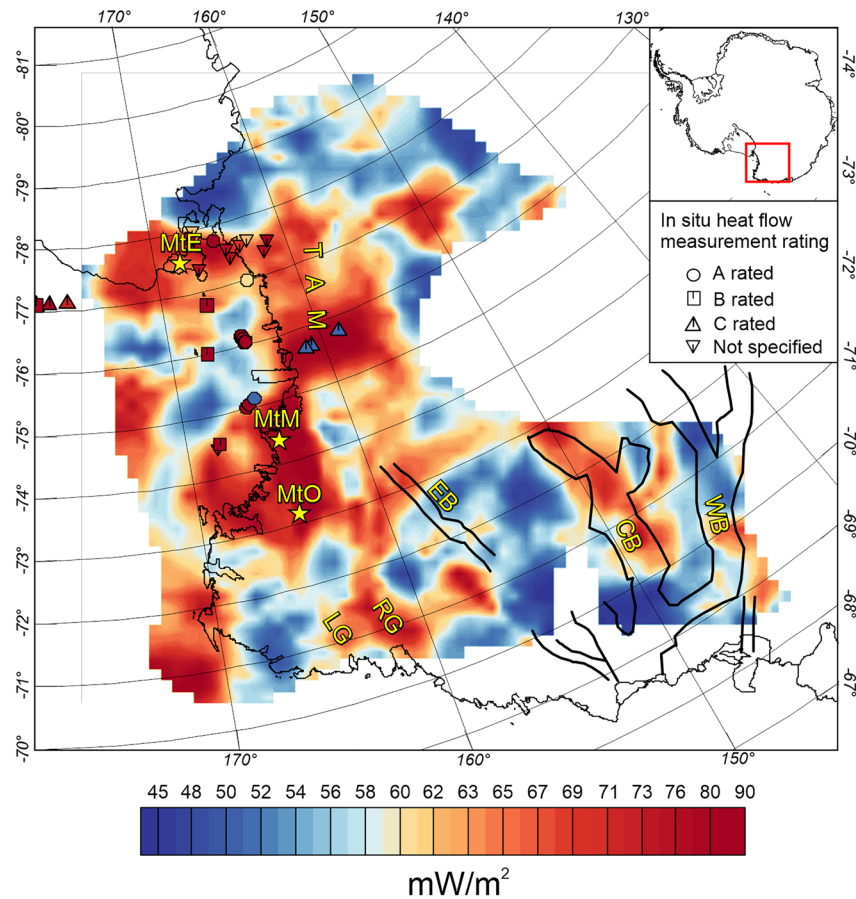 170° 160° 150° 140° 130°
-81°
-80°
-79°
-78°
-77°
-76°
-75°
-74°
-73°
-72°
-71°
-70°
-74°
-73°
-72°
-71°
-70°
-69°
-68°
-67°
In situ heat flow
measurement rating
A rated
B rated
C rated
Not specified
MtE
T A M
MtM
MtO
EB
CB
WB
LG
RG
170° 160° 150°
45 48 50 52 54 56 58 60 62 63 65 67 69 71 73 76 80 90
mW/m²